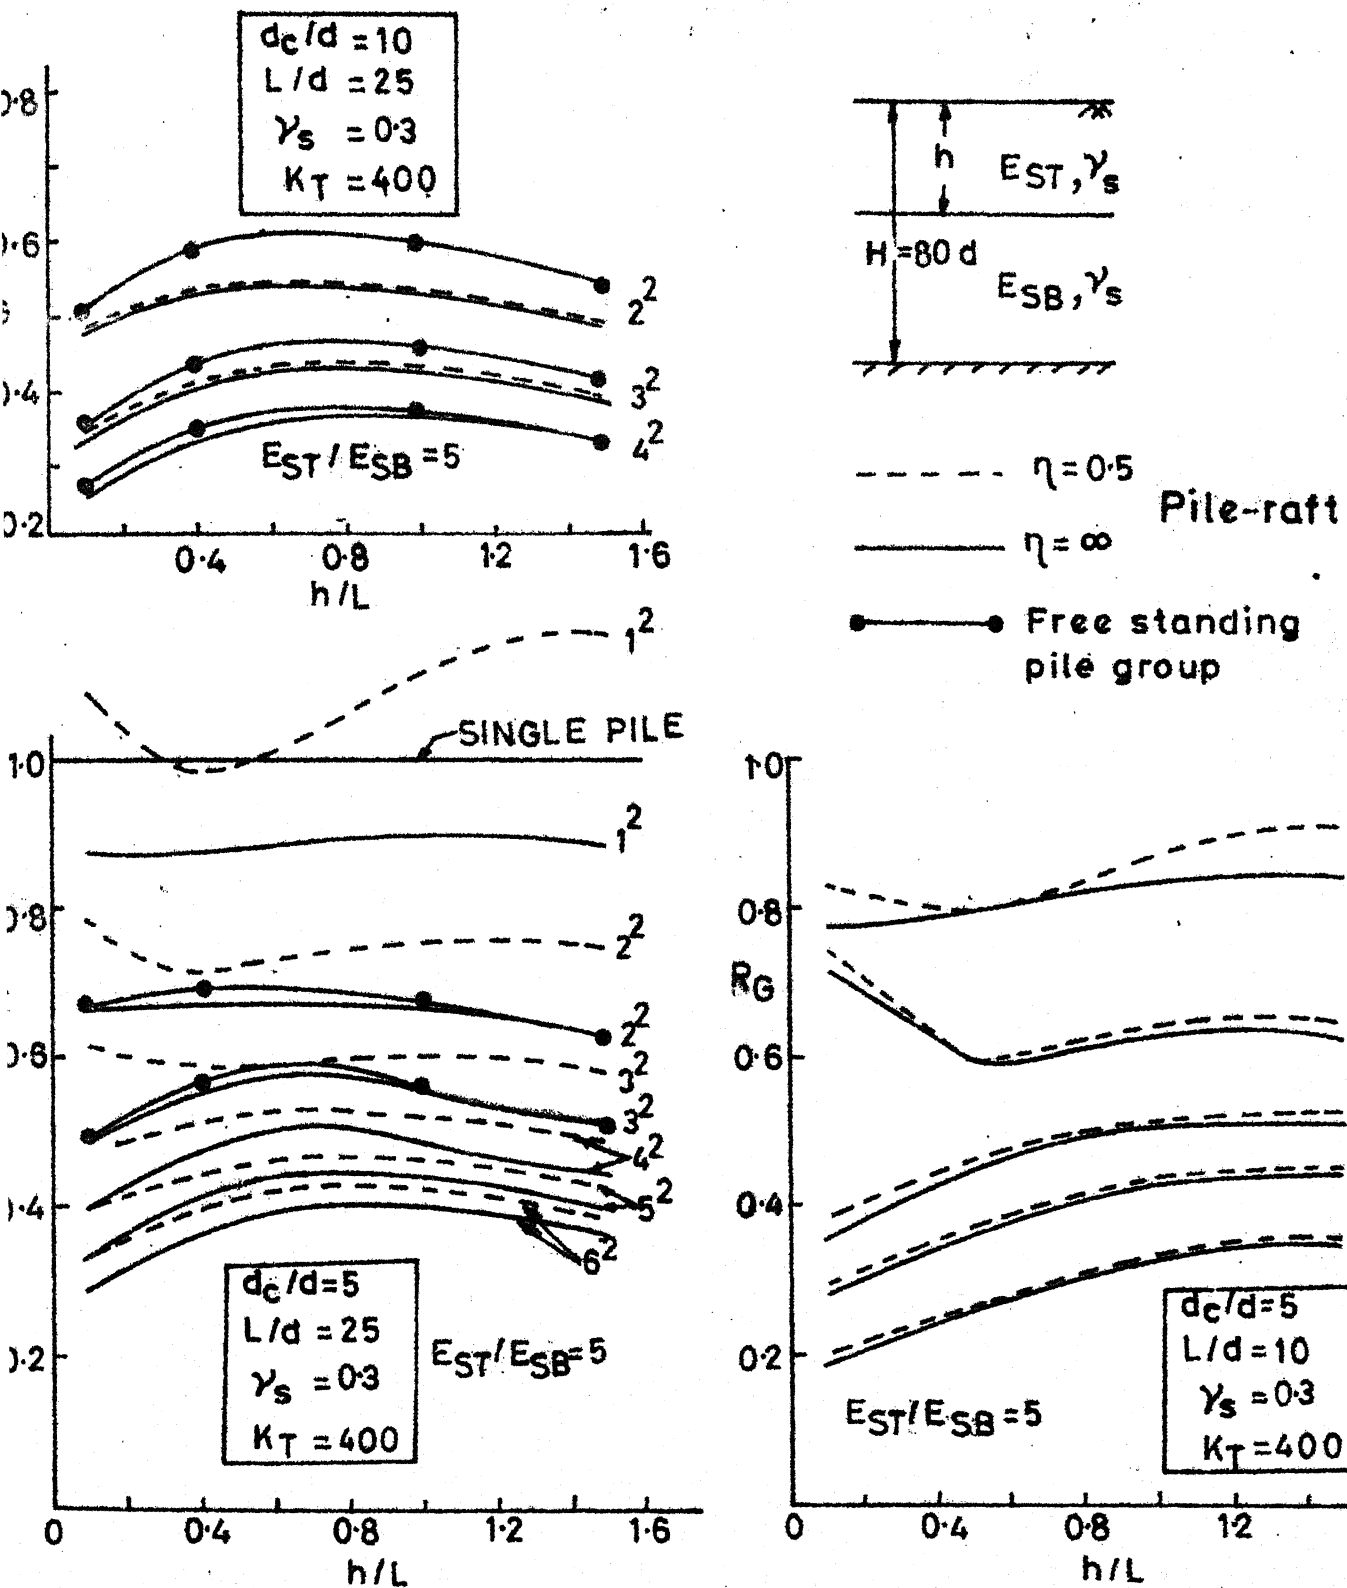 dc/d = 10
L/d = 25
γs = 0·3
KT = 400
0·8
0·6
0·4
0·2
2²
3²
4²
EST / ESB = 5
0·4 0·8 1·2 1·6
h/L
h
EST, γs
H = 80 d
ESB, γs
η = 0·5
Pile-raft
η = ∞
Free standing
pile group
1²
SINGLE PILE
1·0
1²
0·8
2²
2²
0·6
3²
3²
4²
0·4
5²
6²
dc/d = 5
L/d = 25
γs = 0·3
KT = 400
EST / ESB = 5
0·2
0 0·4 0·8 1·2 1·6
h/L
1·0
0·8
RG
0·6
0·4
0·2
dc/d = 5
L/d = 10
γs = 0·3
KT = 400
EST / ESB = 5
0 0·4 0·8 1·2
h/L